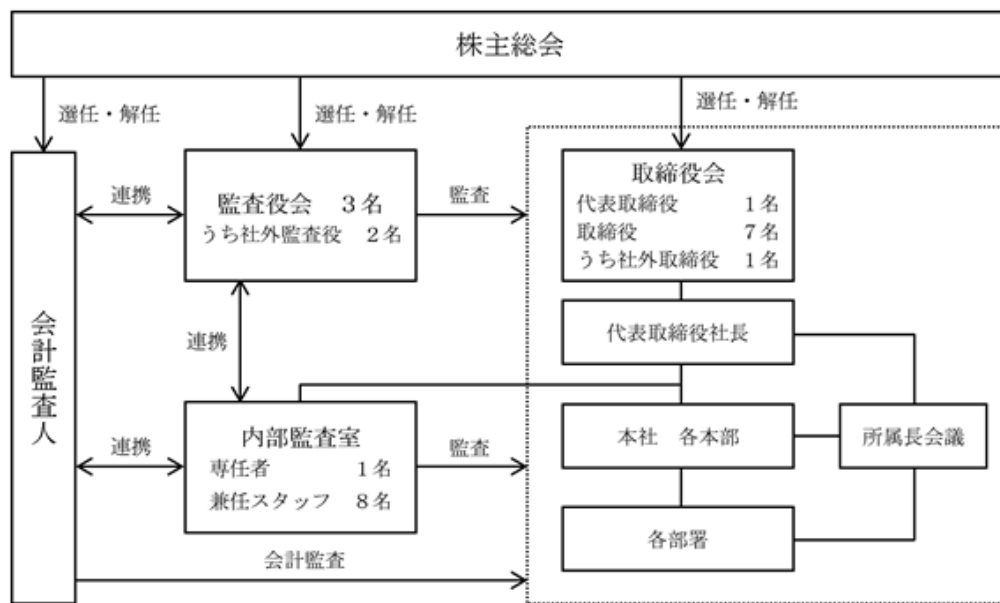 株主総会
選任・解任
選任・解任
選任・解任
連携
監査役会 3名
うち社外監査役 2名
監査
取締役会
代表取締役 1名
取締役 7名
うち社外取締役 1名
会計監査人
連携
代表取締役社長
連携
内部監査室
専任者 1名
兼任スタッフ 8名
監査
本社 各本部
所属長会議
各部署
会計監査